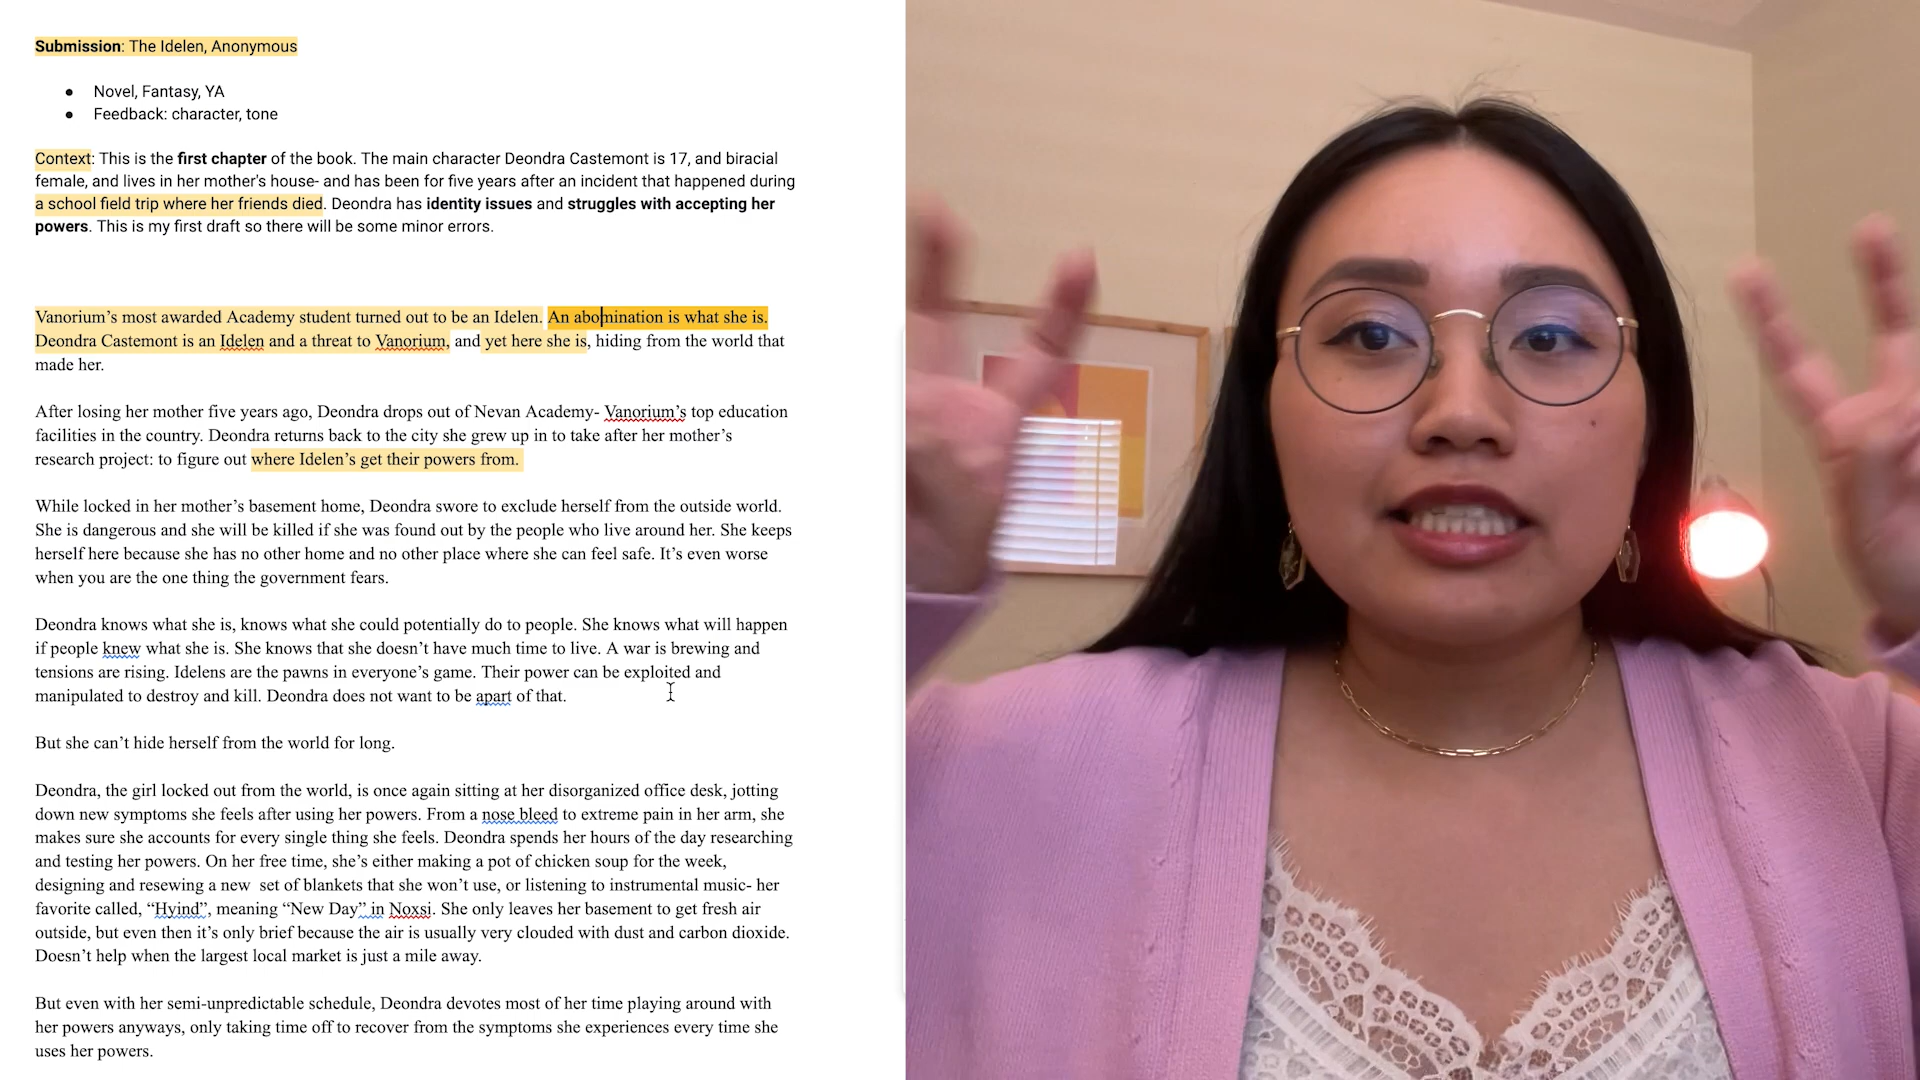 Submission: The Idelen, Anonymous
● Novel, Fantasy, YA
● Feedback: character, tone
Context: This is the first chapter of the book. The main character Deondra Castemont is 17, and biracial
female, and lives in her mother's house- and has been for five years after an incident that happened during
a school field trip where her friends died. Deondra has identity issues and struggles with accepting her
powers. This is my first draft so there will be some minor errors.
Vanorium’s most awarded Academy student turned out to be an Idelen. An abomination is what she is.
Deondra Castemont is an Idelen and a threat to Vanorium, and yet here she is, hiding from the world that
made her.
After losing her mother five years ago, Deondra drops out of Nevan Academy- Vanorium’s top education
facilities in the country. Deondra returns back to the city she grew up in to take after her mother’s
research project: to figure out where Idelen’s get their powers from.
While locked in her mother’s basement home, Deondra swore to exclude herself from the outside world.
She is dangerous and she will be killed if she was found out by the people who live around her. She keeps
herself here because she has no other home and no other place where she can feel safe. It’s even worse
when you are the one thing the government fears.
Deondra knows what she is, knows what she could potentially do to people. She knows what will happen
if people knew what she is. She knows that she doesn’t have much time to live. A war is brewing and
tensions are rising. Idelens are the pawns in everyone’s game. Their power can be exploited and
manipulated to destroy and kill. Deondra does not want to be apart of that.
But she can’t hide herself from the world for long.
Deondra, the girl locked out from the world, is once again sitting at her disorganized office desk, jotting
down new symptoms she feels after using her powers. From a nose bleed to extreme pain in her arm, she
makes sure she accounts for every single thing she feels. Deondra spends her hours of the day researching
and testing her powers. On her free time, she’s either making a pot of chicken soup for the week,
designing and resewing a new  set of blankets that she won’t use, or listening to instrumental music- her
favorite called, “Hyind”, meaning “New Day” in Noxsi. She only leaves her basement to get fresh air
outside, but even then it’s only brief because the air is usually very clouded with dust and carbon dioxide.
Doesn’t help when the largest local market is just a mile away.
But even with her semi-unpredictable schedule, Deondra devotes most of her time playing around with
her powers anyways, only taking time off to recover from the symptoms she experiences every time she
uses her powers.